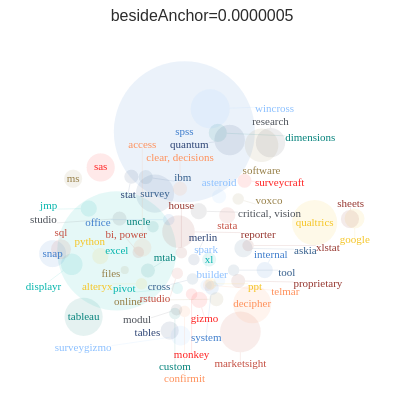 besideAnchor=0.0000005
wincross
research
spss
dimensions
access
quantum
clear, decisions
software
sas
ms
ibm
asteroid
surveycraft
stat
survey
voxco
jmp
house
sheets
studio
office
uncle
critical, vision
qualtrics
sql
bi, power
stata
python
merlin
reporter
google
snap
excel
mtab
spark
internal
askia
xlstat
xl
files
builder
tool
displayr
alteryx
pivot
cross
ppt
proprietary
online
rstudio
telmar
decipher
tableau
modul
gizmo
tables
system
surveygizmo
monkey
marketsight
custom
confirmit